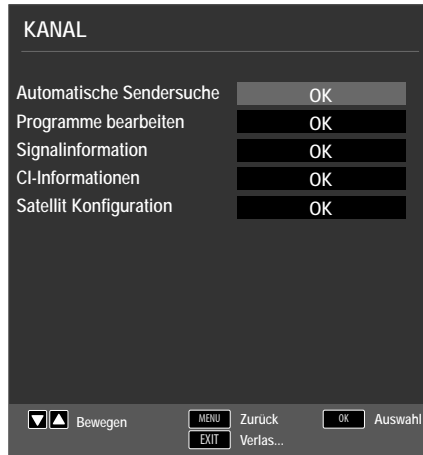 KANAL
Automatische Sendersuche OK
Programme bearbeiten OK
Signalinformation OK
CI-Informationen OK
Satellit Konfiguration OK
Bewegen MENU Zurück OK Auswahl
EXIT Verlas...